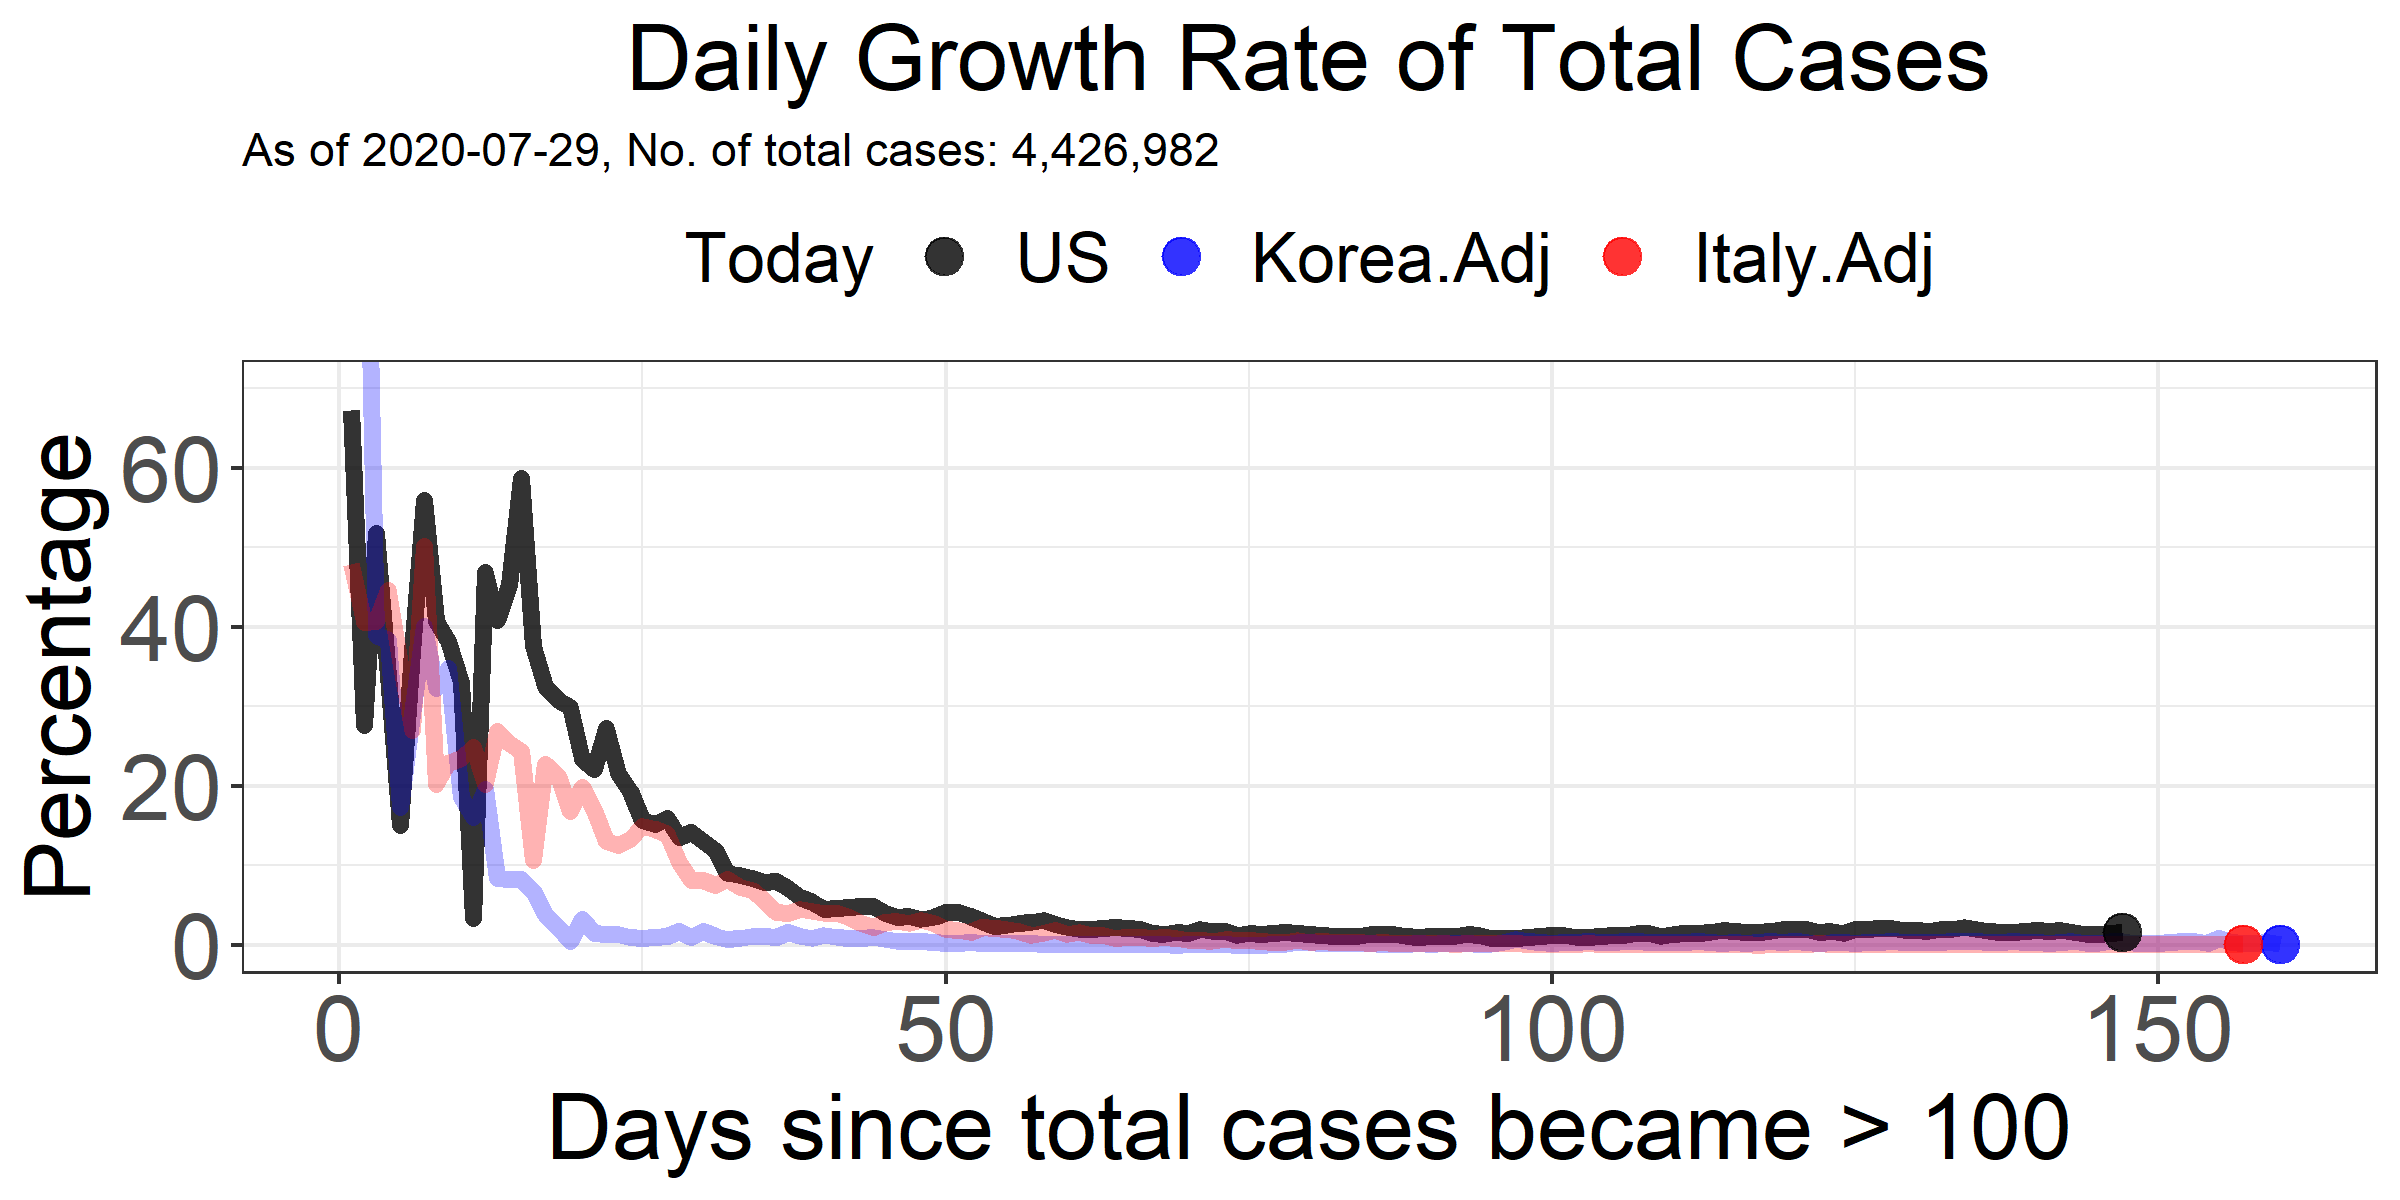 Daily Growth Rate of Total Cases
As of 2020-07-29, No. of total cases: 4,426,982
Today US Korea.Adj Italy.Adj
Percentage
60
40
20
0
0 50 100 150
Days since total cases became > 100